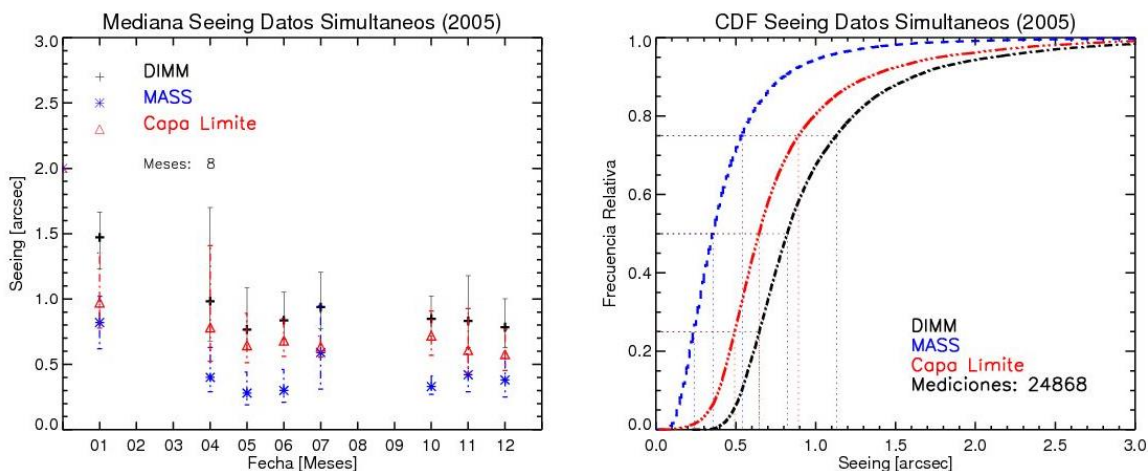 Mediana Seeing Datos Simultaneos (2005)
3.0
2.5
2.0
1.5
1.0
0.5
0.0
Seeing [arcsec]
DIMM
MASS
Capa Limite
Meses: 8
01 02 03 04 05 06 07 08 09 10 11 12
Fecha [Meses]
CDF Seeing Datos Simultaneos (2005)
1.0
0.8
0.6
0.4
0.2
0.0
Frecuencia Relativa
DIMM
MASS
Capa Limite
Mediciones: 24868
0.0 0.5 1.0 1.5 2.0 2.5 3.0
Seeing [arcsec]